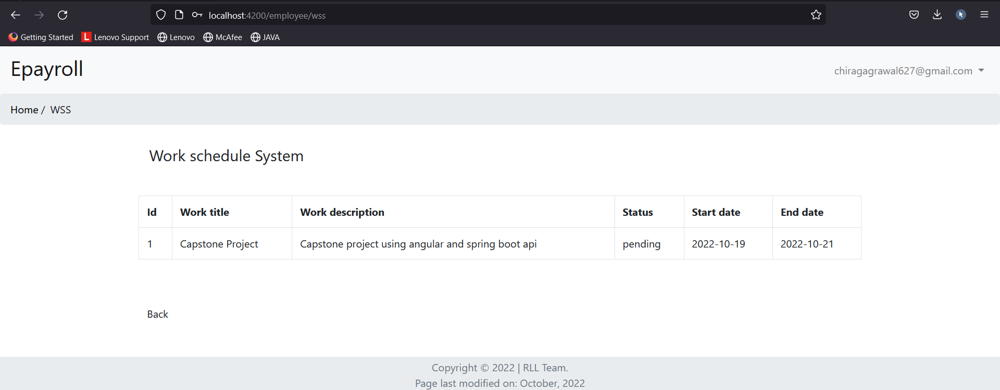 localhost:4200/employee/wss
Getting Started L Lenovo Support Lenovo McAfee JAVA
Epayroll
chiragagrawal627@gmail.com
Home / WSS
Work schedule System
Id Work title Work description Status Start date End date
1 Capstone Project Capstone project using angular and spring boot api pending 2022-10-19 2022-10-21
Back
Copyright © 2022 | RLL Team.
Page last modified on: October, 2022